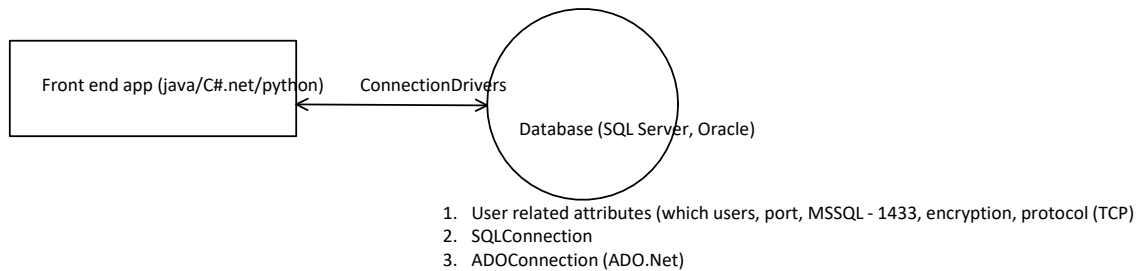 Front end app (java/C#.net/python)
ConnectionDrivers
Database (SQL Server, Oracle)
1. User related attributes (which users, port, MSSQL - 1433, encryption, protocol (TCP)
2. SQLConnection
3. ADOConnection (ADO.Net)